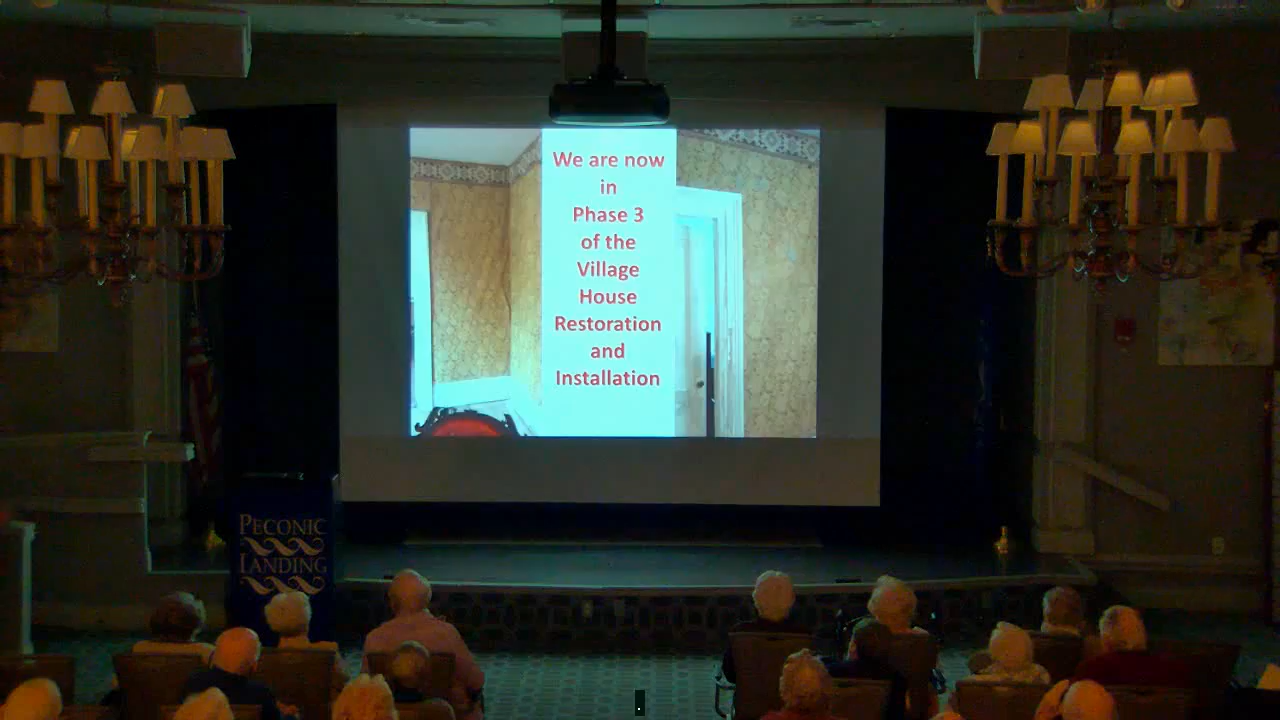 We are now
in
Phase 3
of the
Village
House
Restoration
and
Installation
PECONIC
LANDING